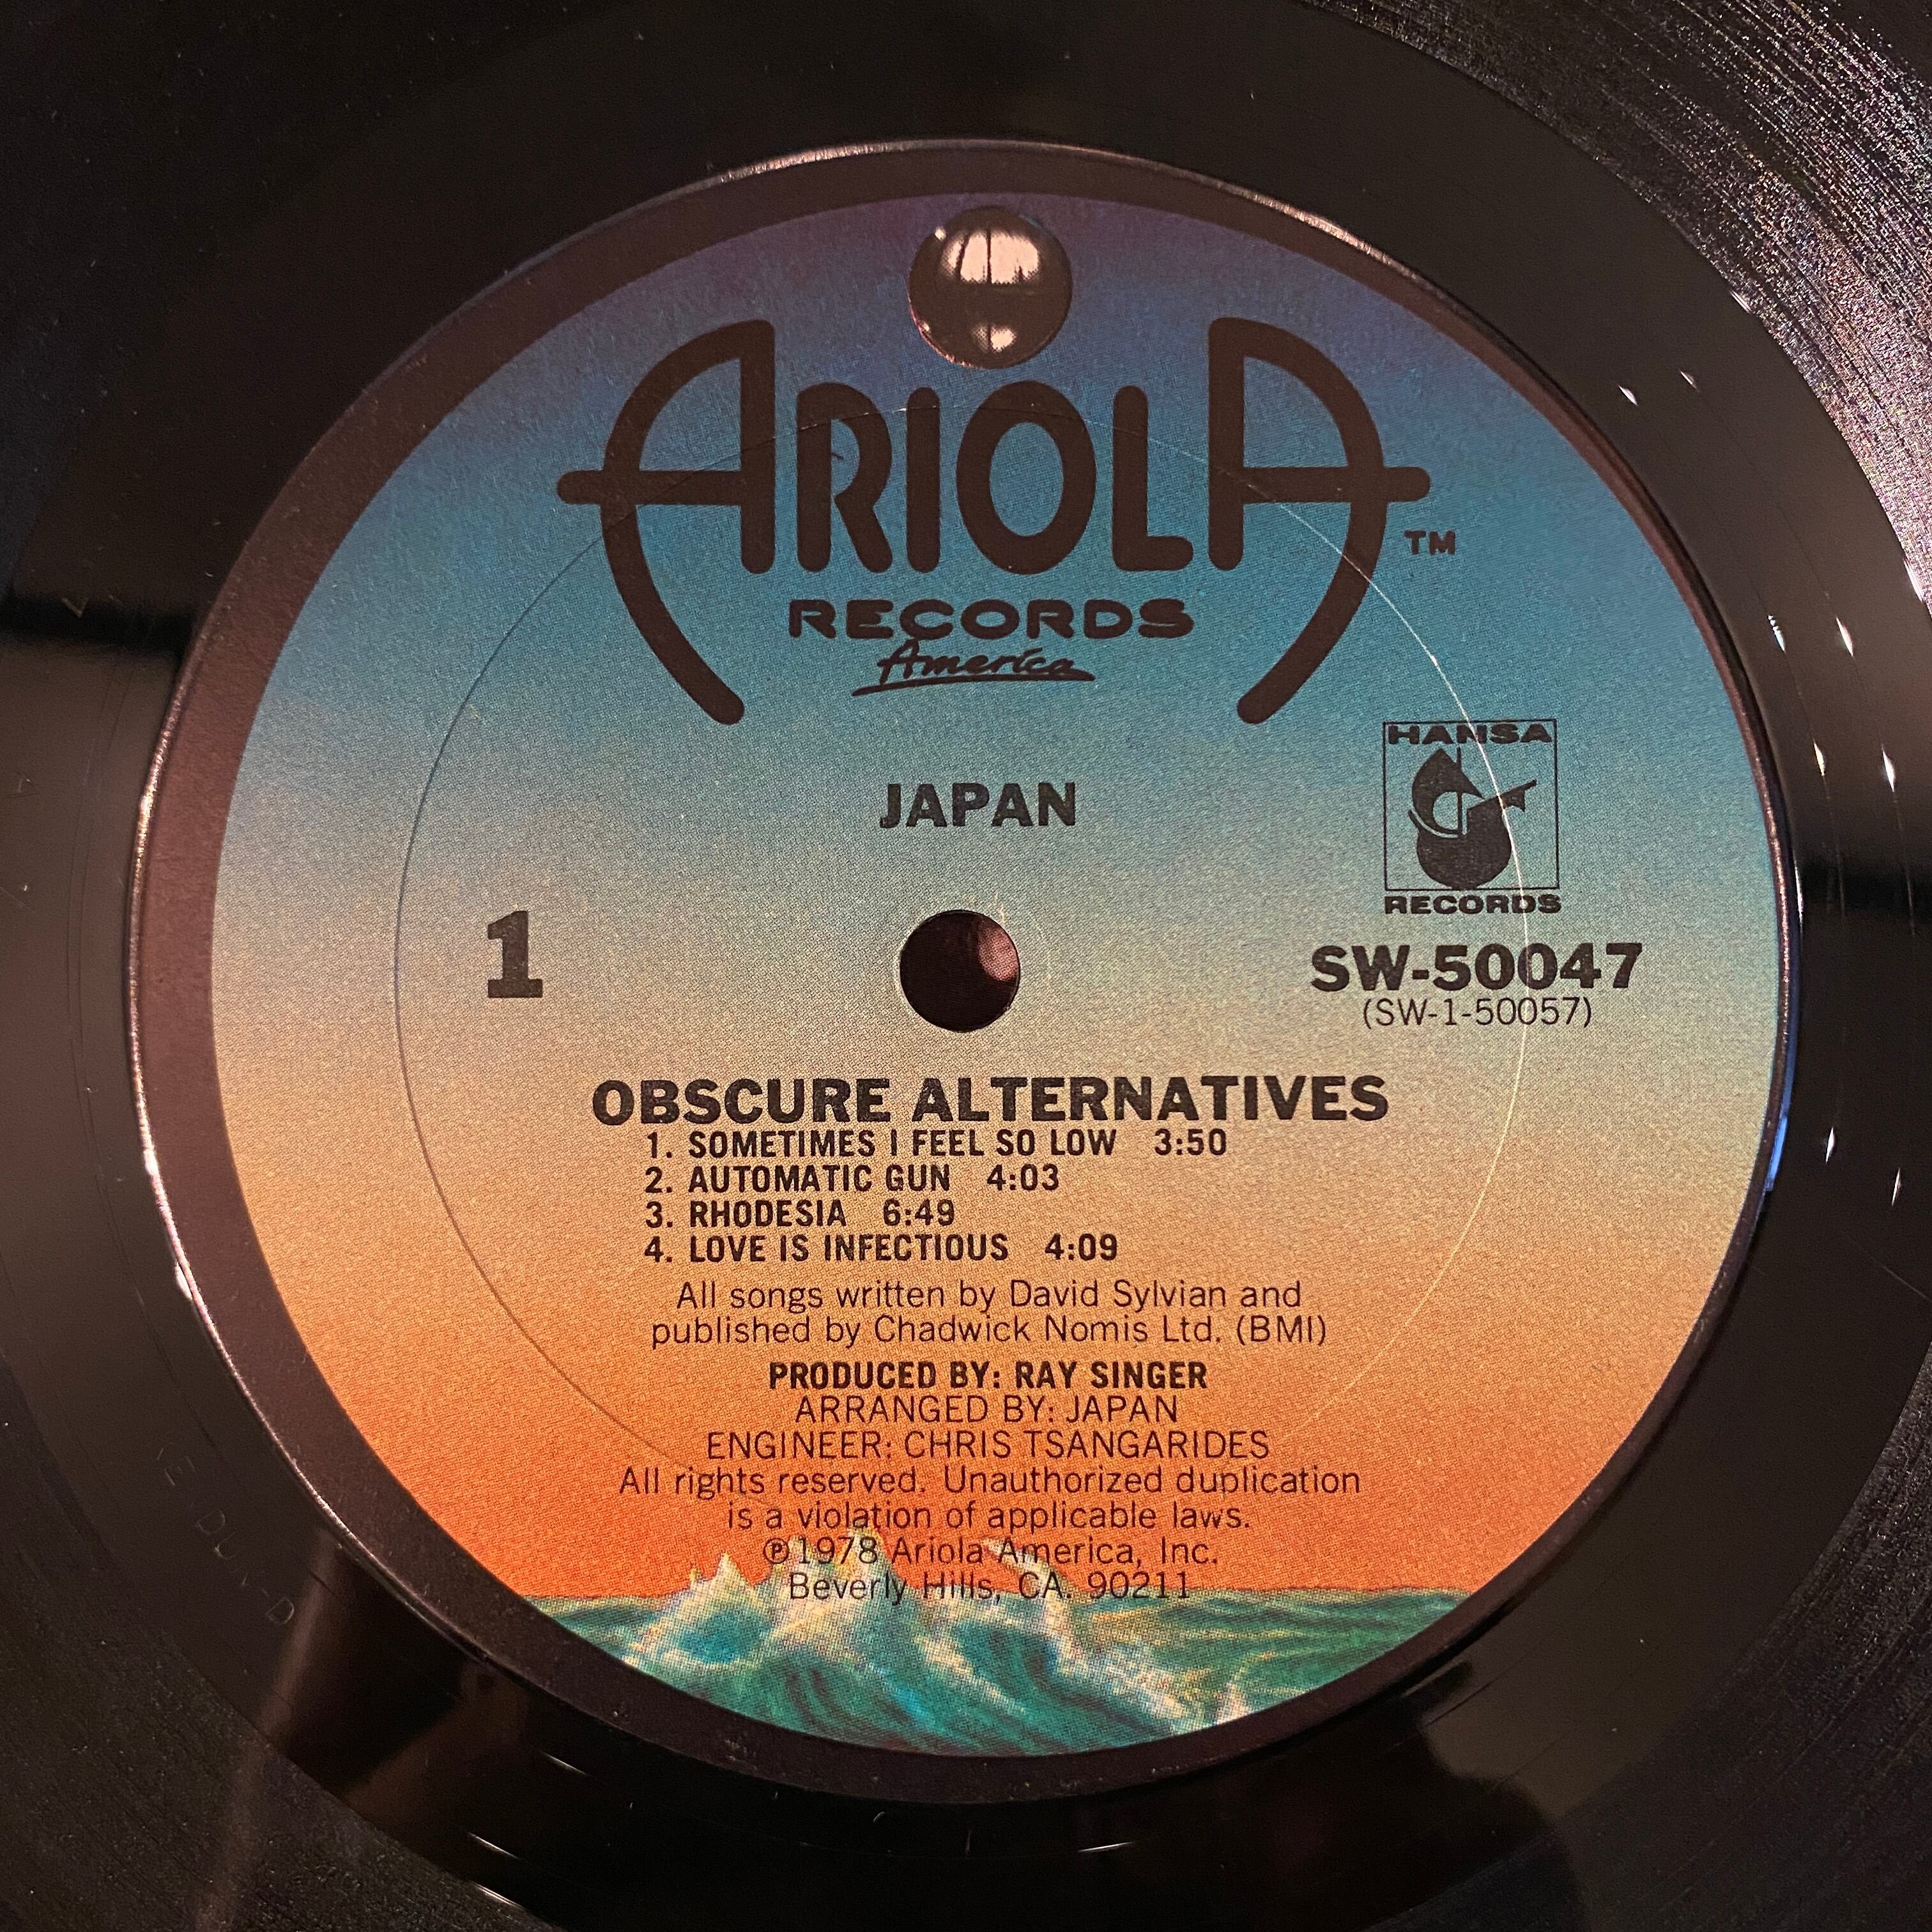 ARIOLA
TM
RECORDS
America
HANSA
RECORDS
JAPAN
1
SW-50047
(SW-1-50057)
OBSCURE ALTERNATIVES
1. SOMETIMES I FEEL SO LOW 3:50
2. AUTOMATIC GUN 4:03
3. RHODESIA 6:49
4. LOVE IS INFECTIOUS 4:09
All songs written by David Sylvian and
published by Chadwick Nomis Ltd. (BMI)
PRODUCED BY: RAY SINGER
ARRANGED BY: JAPAN
ENGINEER: CHRIS TSANGARIDES
All rights reserved. Unauthorized duplication
is a violation of applicable laws.
℗1978 Ariola America, Inc.
Beverly Hills, CA. 90211